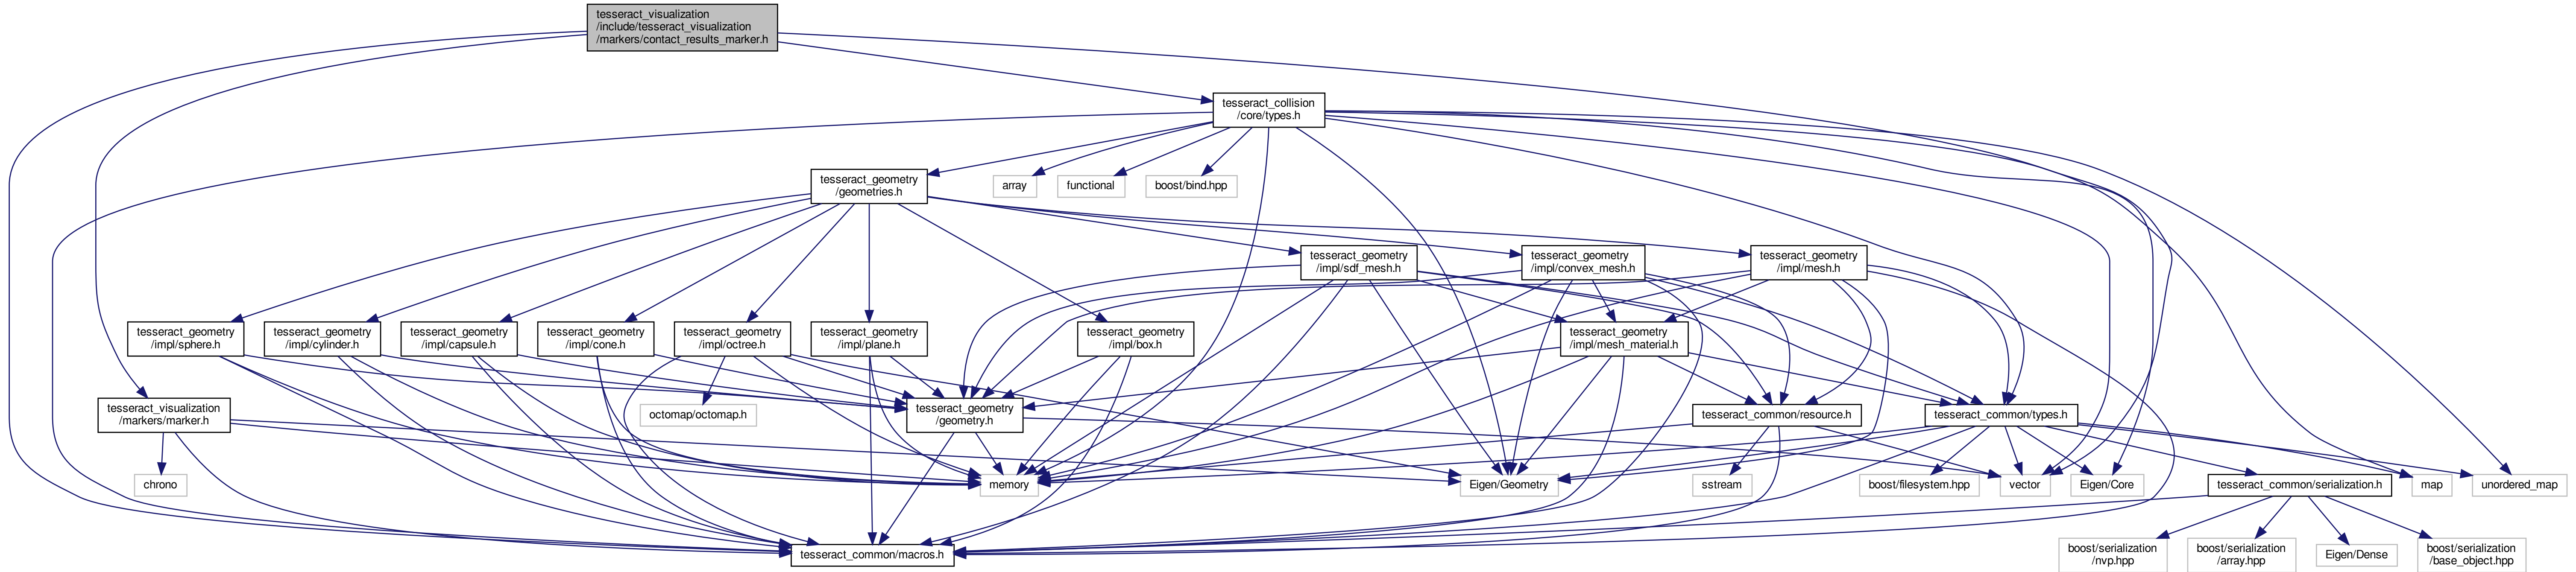 tesseract_visualization
/include/tesseract_visualization
/markers/contact_results_marker.h
tesseract_collision
/core/types.h
tesseract_geometry
/geometries.h
array
functional
boost/bind.hpp
tesseract_geometry
/impl/sdf_mesh.h
tesseract_geometry
/impl/convex_mesh.h
tesseract_geometry
/impl/mesh.h
tesseract_geometry
/impl/sphere.h
tesseract_geometry
/impl/cylinder.h
tesseract_geometry
/impl/capsule.h
tesseract_geometry
/impl/cone.h
tesseract_geometry
/impl/octree.h
tesseract_geometry
/impl/plane.h
tesseract_geometry
/impl/box.h
tesseract_geometry
/impl/mesh_material.h
tesseract_visualization
/markers/marker.h
octomap/octomap.h
tesseract_geometry
/geometry.h
tesseract_common/resource.h
tesseract_common/types.h
chrono
memory
Eigen/Geometry
sstream
boost/filesystem.hpp
vector
Eigen/Core
tesseract_common/serialization.h
map
unordered_map
tesseract_common/macros.h
boost/serialization
/nvp.hpp
boost/serialization
/array.hpp
Eigen/Dense
boost/serialization
/base_object.hpp